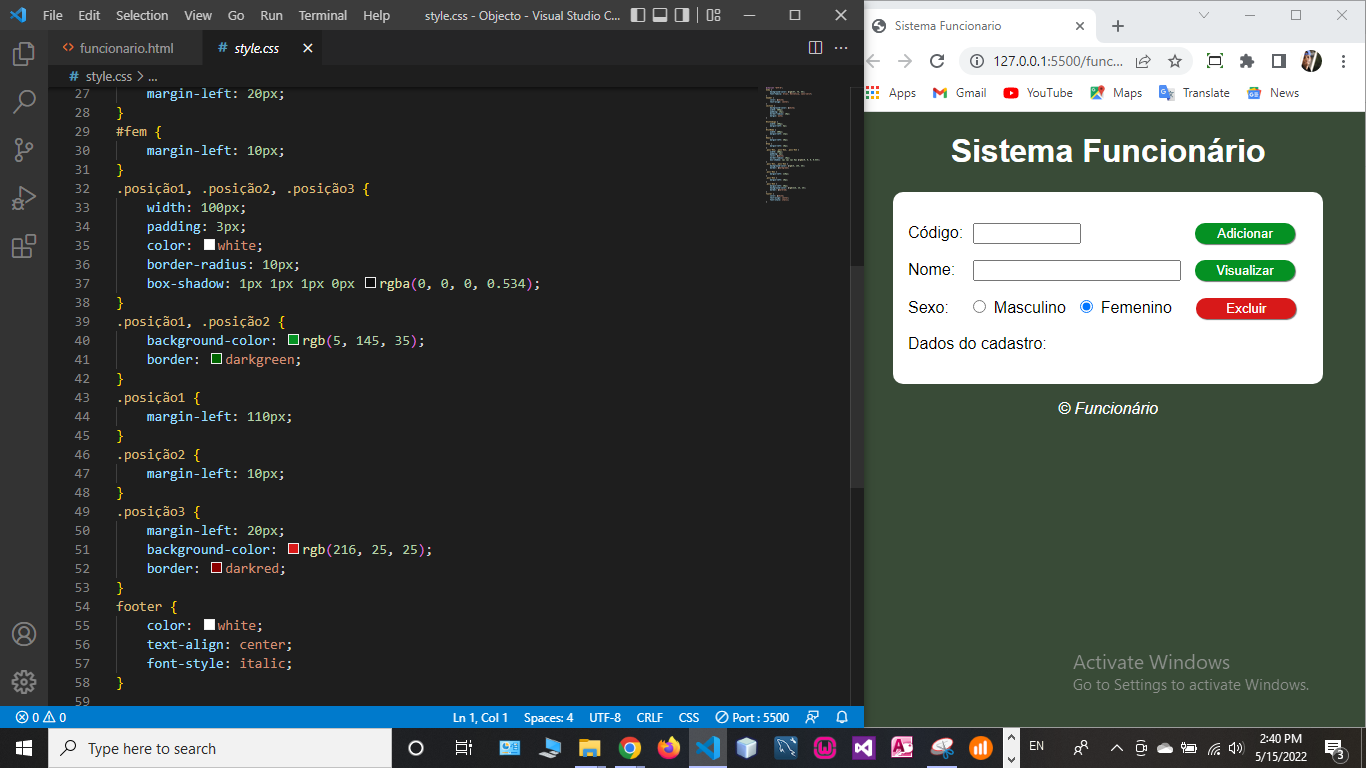 File Edit Selection View Go Run Terminal Help style.css - Objecto - Visual Studio C...
funcionario.html style.css
# style.css > ...
27 margin-left: 20px;
28 }
29 #fem {
30 margin-left: 10px;
31 }
32 .posição1, .posição2, .posição3 {
33 width: 100px;
34 padding: 3px;
35 color: white;
36 border-radius: 10px;
37 box-shadow: 1px 1px 1px 0px rgba(0, 0, 0, 0.534);
38 }
39 .posição1, .posição2 {
40 background-color: rgb(5, 145, 35);
41 border: darkgreen;
42 }
43 .posição1 {
44 margin-left: 110px;
45 }
46 .posição2 {
47 margin-left: 10px;
48 }
49 .posição3 {
50 margin-left: 20px;
51 background-color: rgb(216, 25, 25);
52 border: darkred;
53 }
54 footer {
55 color: white;
56 text-align: center;
57 font-style: italic;
58 }
59
0 0 Ln 1, Col 1 Spaces: 4 UTF-8 CRLF CSS Port : 5500
Sistema Funcionario
127.0.0.1:5500/func...
Apps Gmail YouTube Maps Translate News
Sistema Funcionário
Código: Adicionar
Nome: Visualizar
Sexo: Masculino Femenino Excluir
Dados do cadastro:
© Funcionário
Activate Windows
Go to Settings to activate Windows.
Type here to search
EN
2:40 PM
5/15/2022
3